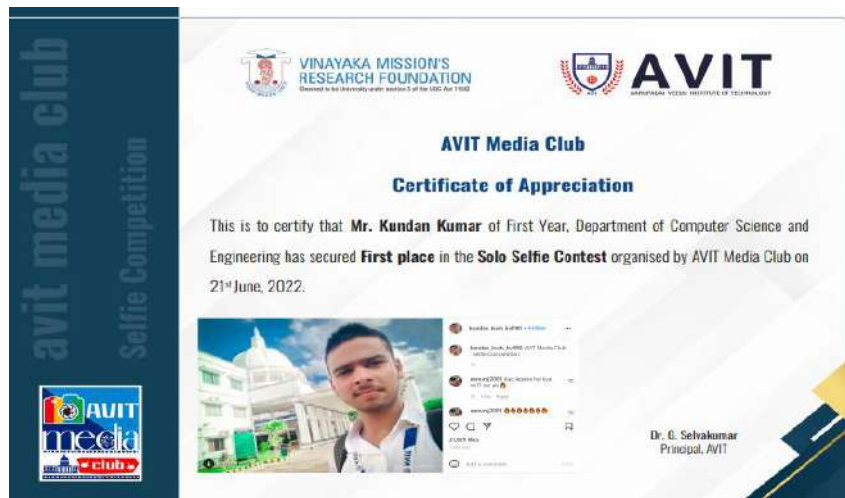 avit media club
Selfie Competition
VINAYAKA MISSION'S
RESEARCH FOUNDATION
AVIT
AVIT Media Club
Certificate of Appreciation
This is to certify that Mr. Kundan Kumar of First Year, Department of Computer Science and
Engineering has secured First place in the Solo Selfie Contest organised by AVIT Media Club on
21st June, 2022.
AVIT
media
club
Dr. G. Selvakumar
Principal, AVIT